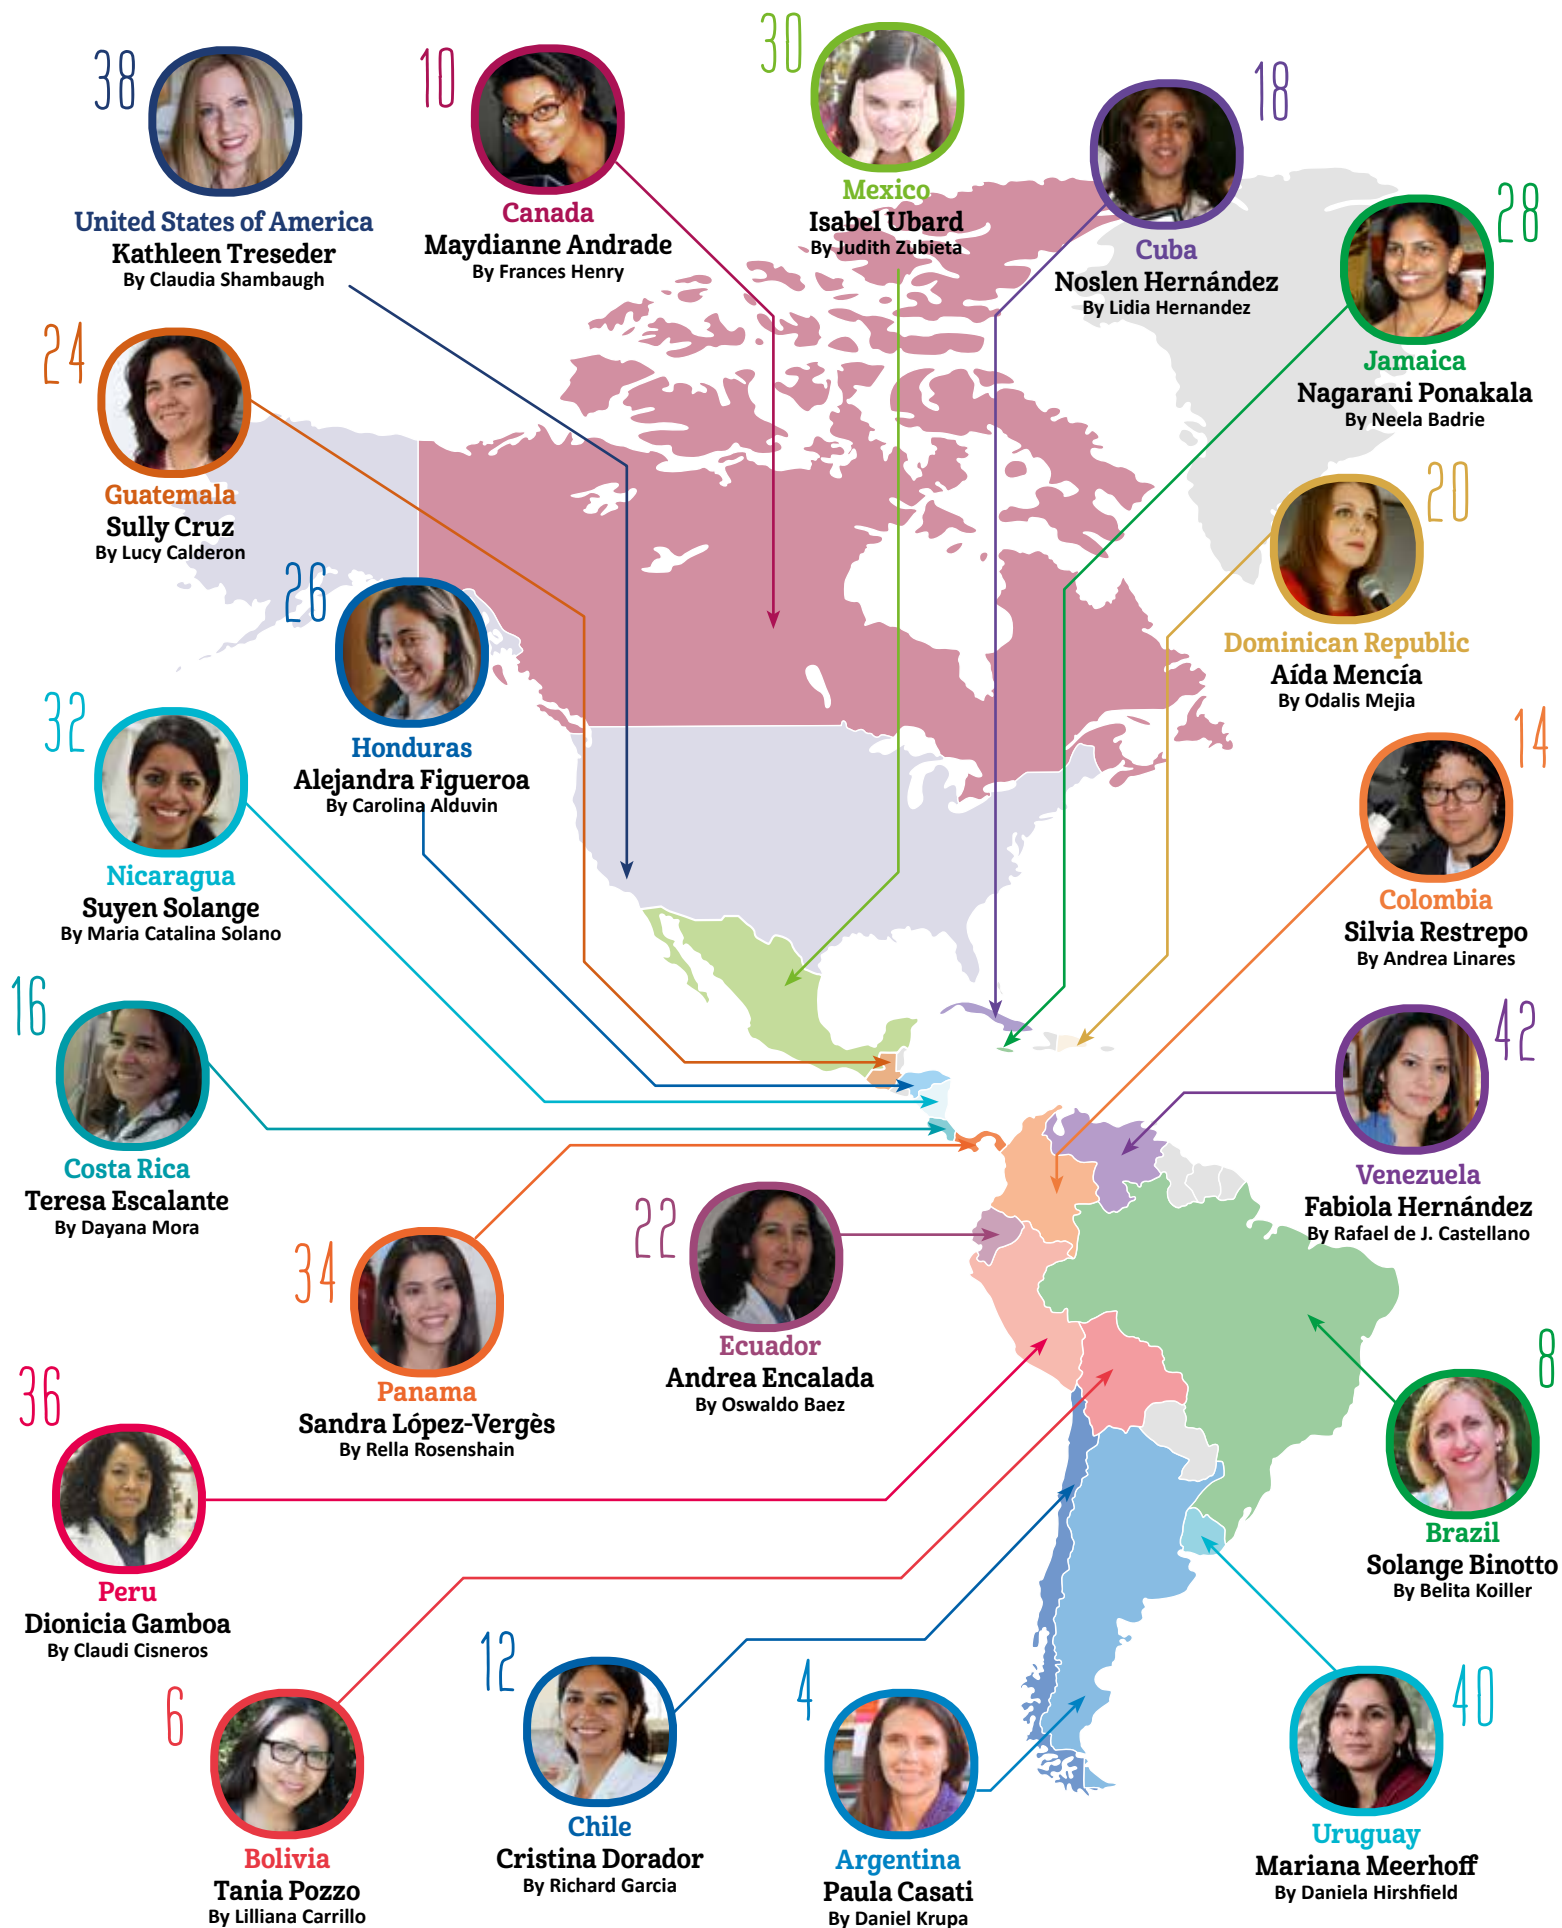 38
United States of America
Kathleen Treseder
By Claudia Shambaugh
10
Canada
Maydianne Andrade
By Frances Henry
30
Mexico
Isabel Ubard
By Judith Zubieta
18
Cuba
Noslen Hernández
By Lidia Hernandez
28
Jamaica
Nagarani Ponakala
By Neela Badrie
24
Guatemala
Sully Cruz
By Lucy Calderon
20
Dominican Republic
Aída Mencía
By Odalis Mejia
26
Honduras
Alejandra Figueroa
By Carolina Alduvin
32
Nicaragua
Suyen Solange
By Maria Catalina Solano
14
Colombia
Silvia Restrepo
By Andrea Linares
16
Costa Rica
Teresa Escalante
By Dayana Mora
42
Venezuela
Fabiola Hernández
By Rafael de J. Castellano
34
Panama
Sandra López-Vergès
By Rella Rosenshain
22
Ecuador
Andrea Encalada
By Oswaldo Baez
8
Brazil
Solange Binotto
By Belita Koiller
36
Peru
Dionicia Gamboa
By Claudi Cisneros
6
Bolivia
Tania Pozzo
By Lilliana Carrillo
12
Chile
Cristina Dorador
By Richard Garcia
4
Argentina
Paula Casati
By Daniel Krupa
40
Uruguay
Mariana Meerhoff
By Daniela Hirshfield